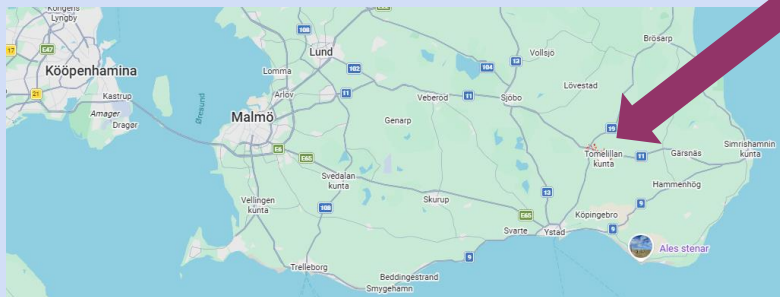 Kongens
Lyngby
17
E47
21
Kööpenhamina
Kastrup
Amager
Dragør
Øresund
108
Lund
102
Lomma
Arlöv
11
Malmö
E6
E65
Genarp
Veberöd
11
Sjöbo
104
13
Vollsjö
Lövestad
Brösarp
19
Tomelillan
kunta
11
Gärsnäs
Simrishamnin
kunta
Hammenhög
9
Köpingebro
9
Ales stenar
13
E65
Svarte
Ystad
Skurup
Svedalan
kunta
108
Vellingen
kunta
Trelleborg
9
Beddingestrand
Smygehamn